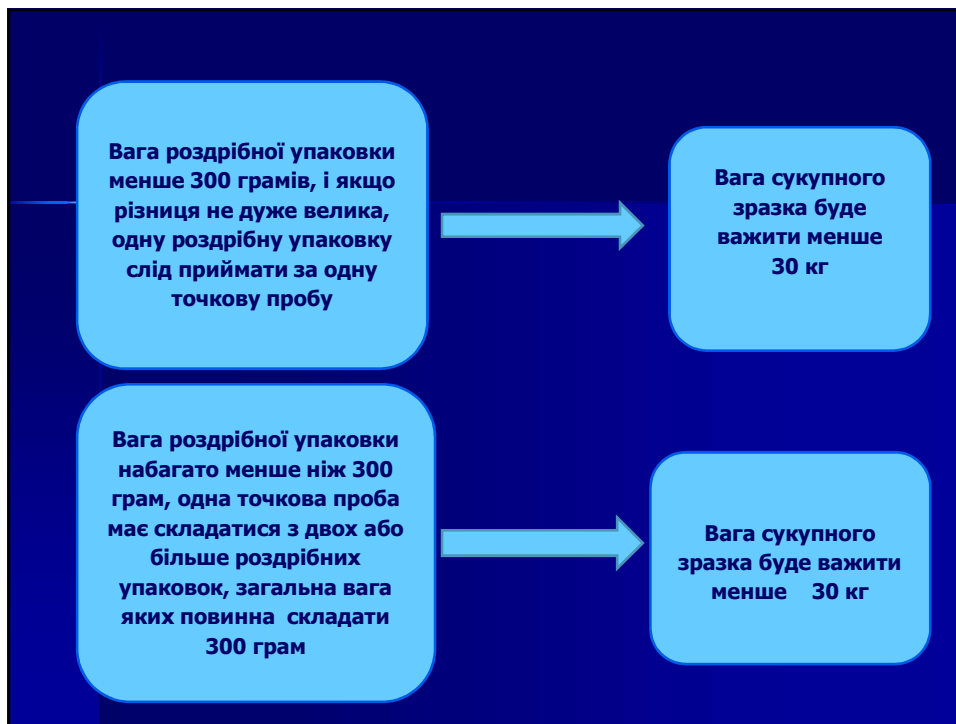 Вага роздрібної упаковки
менше 300 грамів, і якщо
різниця не дуже велика,
одну роздрібну упаковку
слід приймати за одну
точкову пробу
Вага сукупного
зразка буде
важити менше
30 кг
Вага роздрібної упаковки
набагато менше ніж 300
грам, одна точкова проба
має складатися з двох або
більше роздрібних
упаковок, загальна вага
яких повинна складати
300 грам
Вага сукупного
зразка буде важити
менше 30 кг